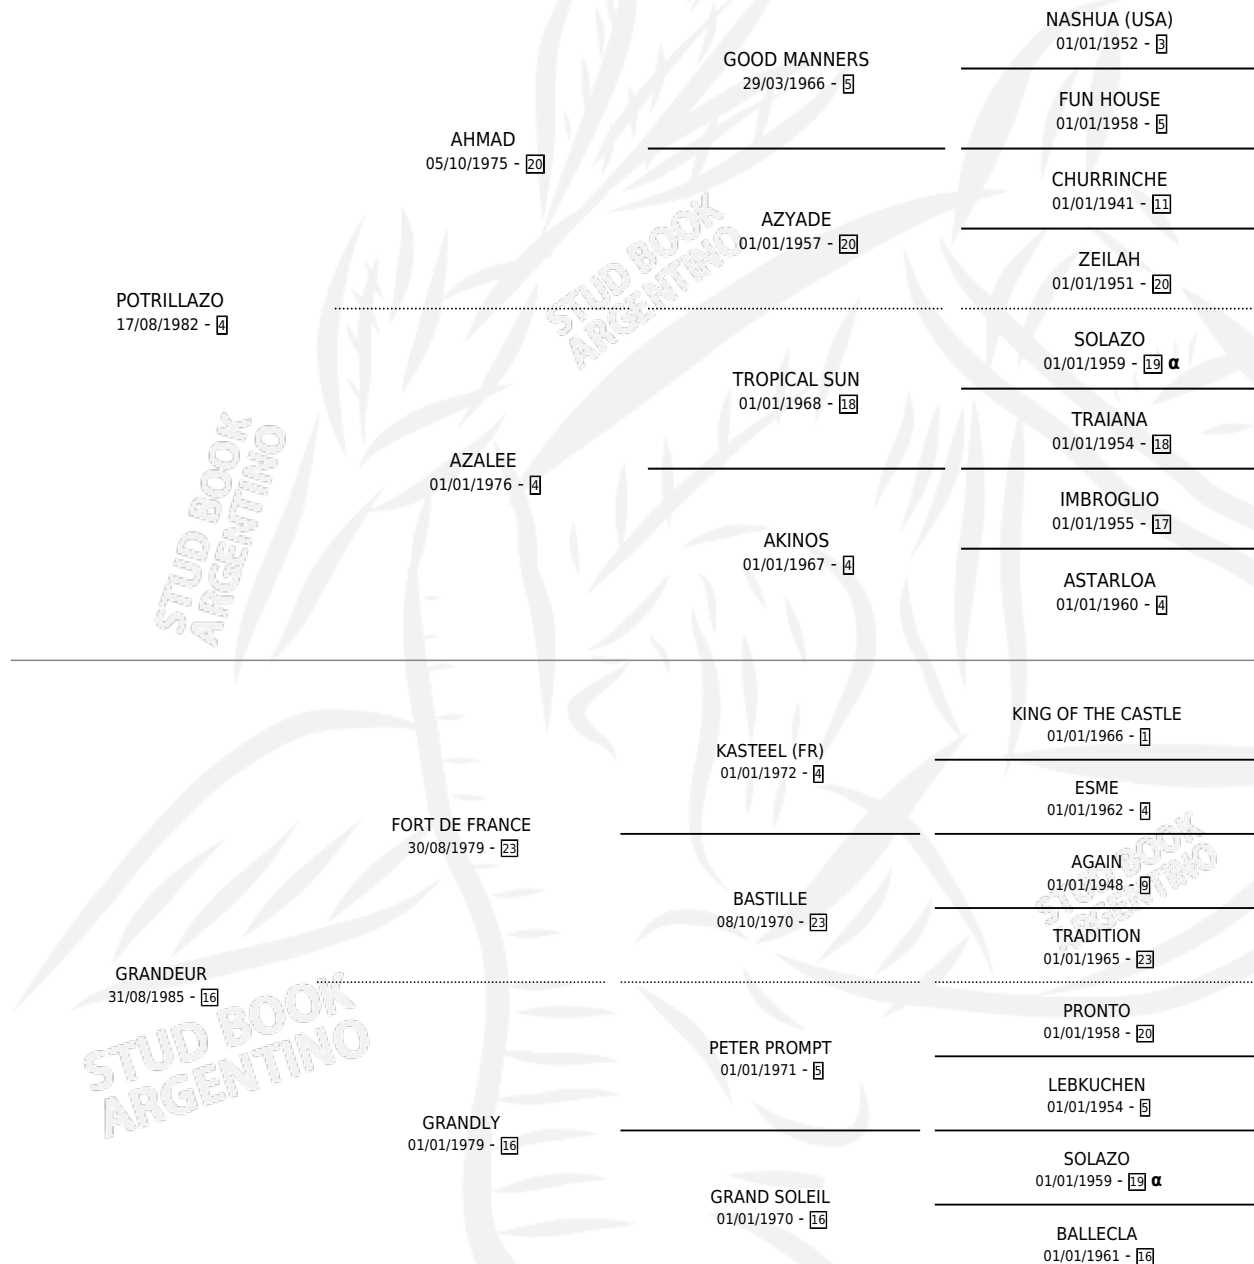 NASHUA (USA)
01/01/1952 - 3
GOOD MANNERS
29/03/1966 - 5
FUN HOUSE
01/01/1958 - 5
AHMAD
05/10/1975 - 20
CHURRINCHE
01/01/1941 - 11
AZYADE
01/01/1957 - 20
ZEILAH
01/01/1951 - 20
POTRILLAZO
17/08/1982 - 4
SOLAZO
01/01/1959 - 19 α
TROPICAL SUN
01/01/1968 - 18
TRAIANA
01/01/1954 - 18
AZALEE
01/01/1976 - 4
IMBROGLIO
01/01/1955 - 17
AKINOS
01/01/1967 - 4
ASTARLOA
01/01/1960 - 4
STUD BOOK
ARGENTINO
STUD BOOK
ARGENTINO
KING OF THE CASTLE
01/01/1966 - 1
KASTEEL (FR)
01/01/1972 - 4
ESME
01/01/1962 - 4
FORT DE FRANCE
30/08/1979 - 23
AGAIN
01/01/1948 - 9
BASTILLE
08/10/1970 - 23
TRADITION
01/01/1965 - 23
GRANDEUR
31/08/1985 - 16
PRONTO
01/01/1958 - 20
PETER PROMPT
01/01/1971 - 5
LEBKUCHEN
01/01/1954 - 5
GRANDLY
01/01/1979 - 16
SOLAZO
01/01/1959 - 19 α
GRAND SOLEIL
01/01/1970 - 16
BALLECLA
01/01/1961 - 16
STUD BOOK
ARGENTINO
STUD BOOK
ARGENTINO